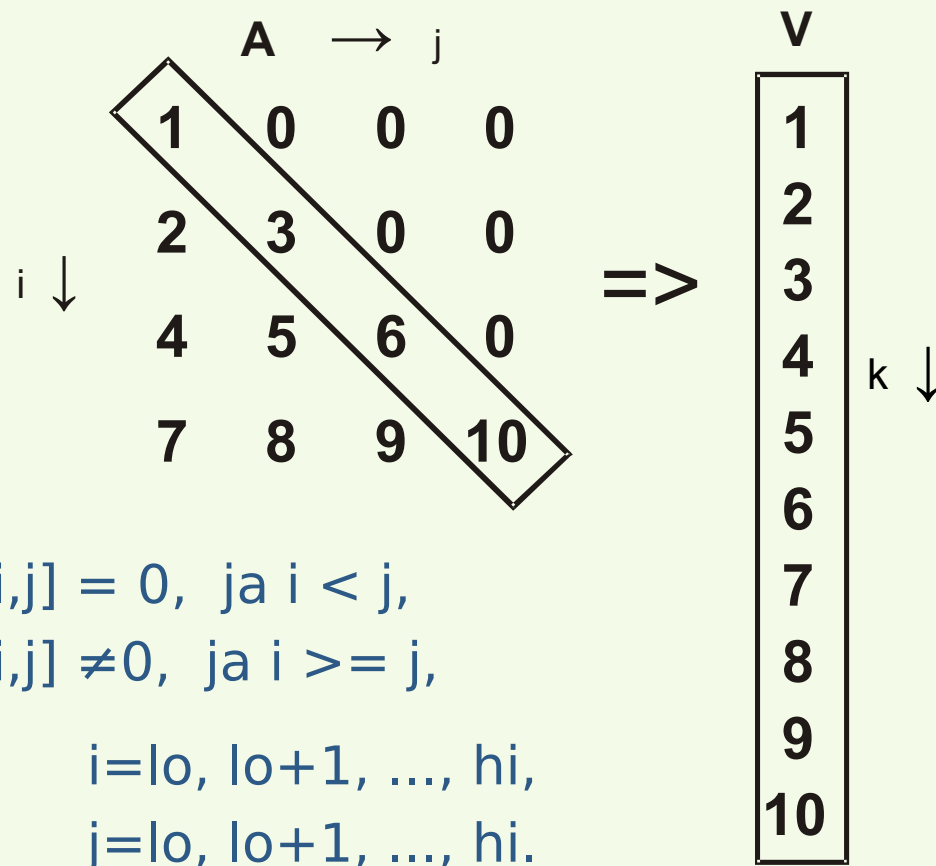 A → j
1 0 0 0
2 3 0 0
i ↓
4 5 6 0
7 8 9 10
=>
V
1
2
3
4
5
6
7
8
9
10
k ↓
i,j] = 0, ja i < j,
i,j] ≠0, ja i >= j,
i=lo, lo+1, ..., hi,
j=lo, lo+1, ..., hi.